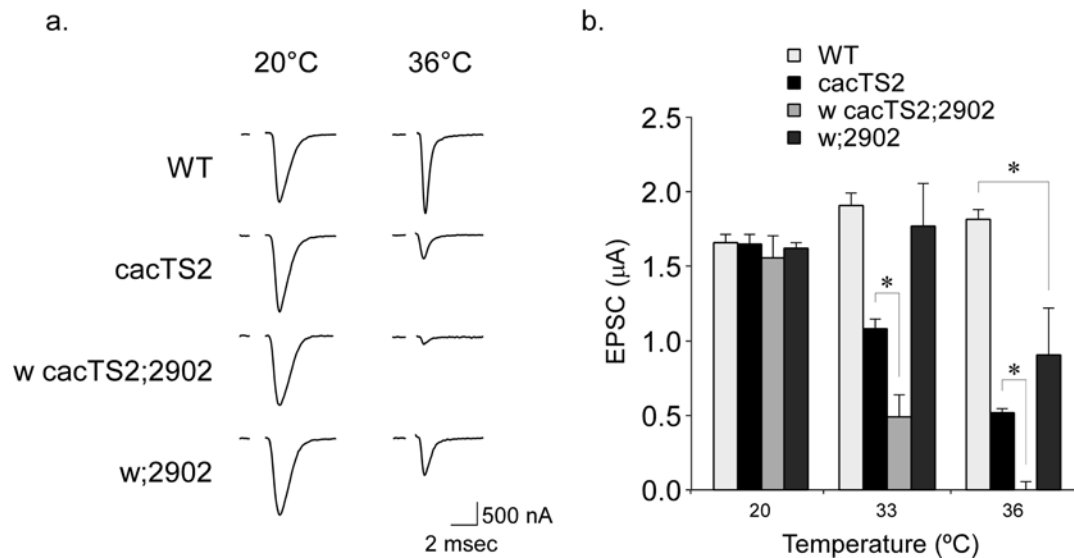 a.
20°C 36°C
WT
cacTS2
w cacTS2;2902
w;2902
500 nA
2 msec
b.
WT
cacTS2
w cacTS2;2902
w;2902
EPSC (µA)
2.5
2.0
1.5
1.0
0.5
0.0
*
*
*
20 33 36
Temperature (ºC)